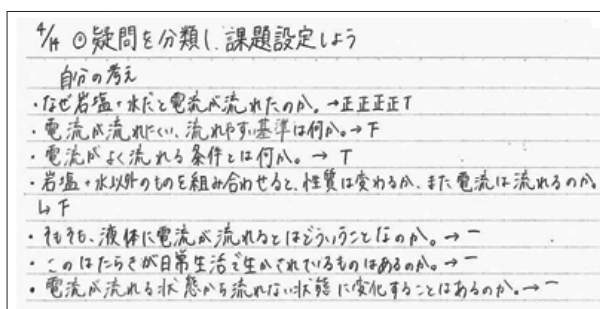 4/14 ⊙疑問を分類し、課題設定しよう
自分の考え
・なぜ岩塩+水だと電流が流れたのか。→正正正正T
・電流が流れにくい、流れやすい基準は何か。→下
・電流がよく流れる条件とは何か。→ T
・岩塩+水以外のものを組み合わせると、性質は変わるか、また電流は流れるのか。
↳下
・そもそも、液体に電流が流れるとはどういうことなのか。→一
・このはたらきが日常生活で生かされているものはあるのか。→一
・電流が流れる状態から流れない状態に変化することはあるのか。→一